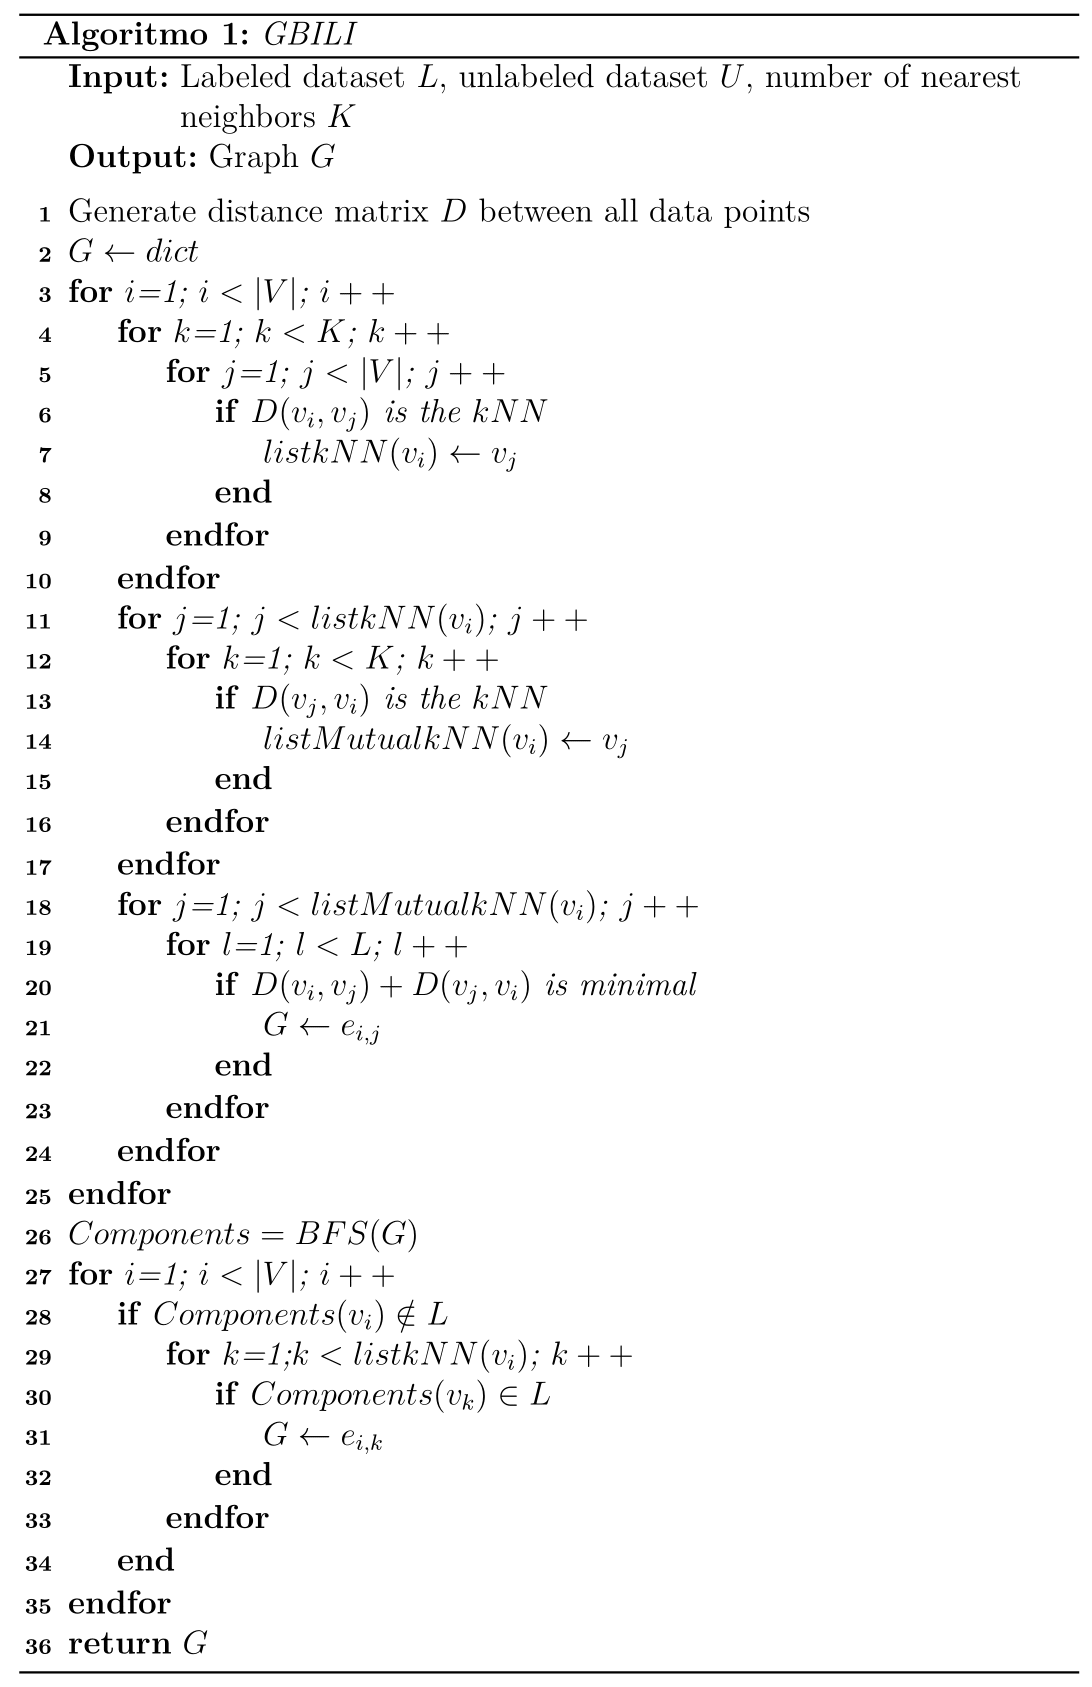 Algoritmo 1: GBILI
Input: Labeled dataset L, unlabeled dataset U, number of nearest
neighbors K
Output: Graph G
1 Generate distance matrix D between all data points
2 G ← dict
3 for i=1; i < |V|; i + +
4 for k=1; k < K; k + +
5 for j=1; j < |V|; j + +
6 if D(v_i, v_j) is the kNN
7 listkNN(v_i) ← v_j
8 end
9 endfor
10 endfor
11 for j=1; j < listkNN(v_i); j + +
12 for k=1; k < K; k + +
13 if D(v_j, v_i) is the kNN
14 listMutualkNN(v_i) ← v_j
15 end
16 endfor
17 endfor
18 for j=1; j < listMutualkNN(v_i); j + +
19 for l=1; l < L; l + +
20 if D(v_i, v_j) + D(v_j, v_i) is minimal
21 G ← e_{i,j}
22 end
23 endfor
24 endfor
25 endfor
26 Components = BFS(G)
27 for i=1; i < |V|; i + +
28 if Components(v_i) ∉ L
29 for k=1;k < listkNN(v_i); k + +
30 if Components(v_k) ∈ L
31 G ← e_{i,k}
32 end
33 endfor
34 end
35 endfor
36 return G